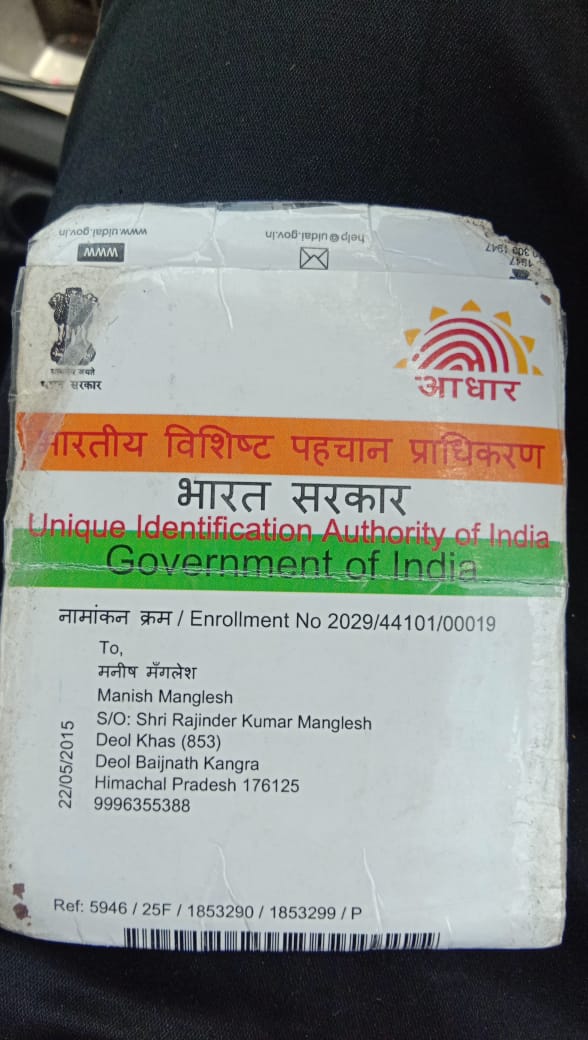 www.uidai.gov.in
www
help@uidai.gov.in
1947
सरकार
आधार
भारतीय विशिष्ट पहचान प्राधिकरण
भारत सरकार
Unique Identification Authority of India
Government of India
नामांकन क्रम / Enrollment No 2029/44101/00019
To,
मनीष मँगलेश
Manish Manglesh
S/O: Shri Rajinder Kumar Manglesh
Deol Khas (853)
Deol Baijnath Kangra
Himachal Pradesh 176125
9996355388
22/05/2015
Ref: 5946 / 25F / 1853290 / 1853299 / P